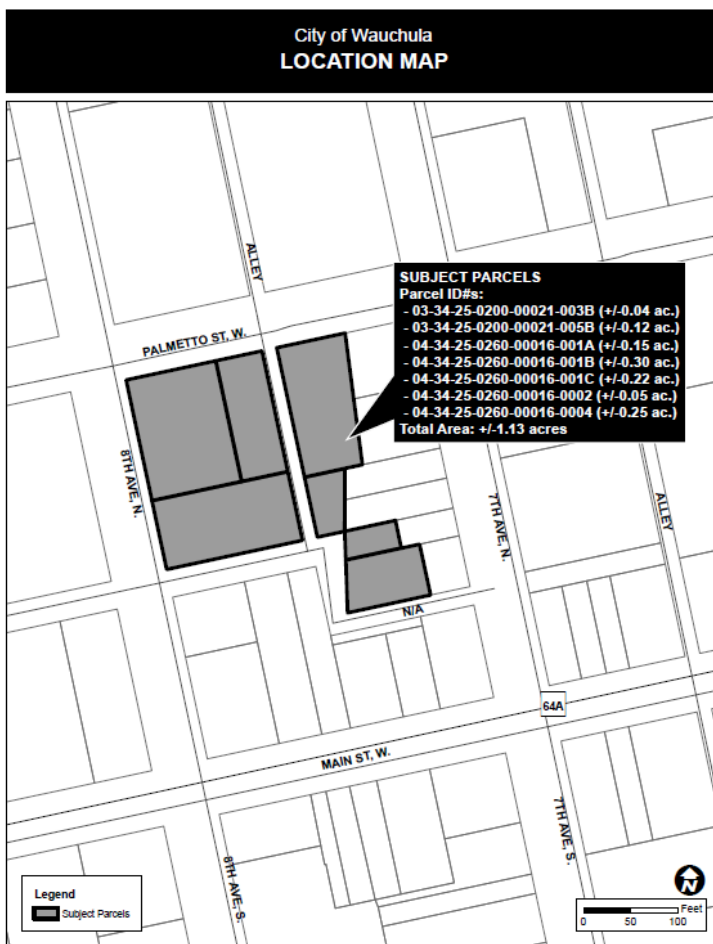 City of Wauchula
LOCATION MAP
ALLEY
SUBJECT PARCELS
Parcel ID#s:
- 03-34-25-0200-00021-003B (+/-0.04 ac.)
- 03-34-25-0200-00021-005B (+/-0.12 ac.)
- 04-34-25-0260-00016-001A (+/-0.15 ac.)
- 04-34-25-0260-00016-001B (+/-0.30 ac.)
- 04-34-25-0260-00016-001C (+/-0.22 ac.)
- 04-34-25-0260-00016-0002 (+/-0.05 ac.)
- 04-34-25-0260-00016-0004 (+/-0.25 ac.)
Total Area: +/-1.13 acres
PALMETTO ST, W.
8TH AVE, N.
7TH AVE, N.
ALLEY
N/A
64A
MAIN ST, W.
8TH AVE, S.
7TH AVE, S.
Legend
Subject Parcels
N
Feet
0 50 100